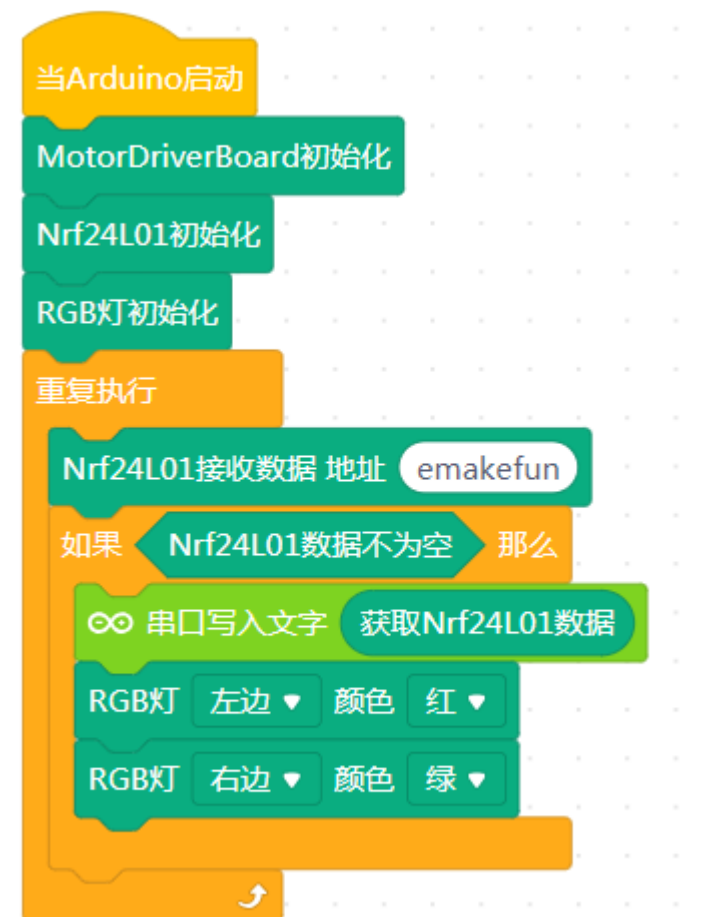 当Arduino启动
MotorDriverBoard初始化
Nrf24L01初始化
RGB灯初始化
重复执行
Nrf24L01接收数据 地址 emakefun
如果 Nrf24L01数据不为空 那么
串口写入文字 获取Nrf24L01数据
RGB灯 左边 颜色 红
RGB灯 右边 颜色 绿